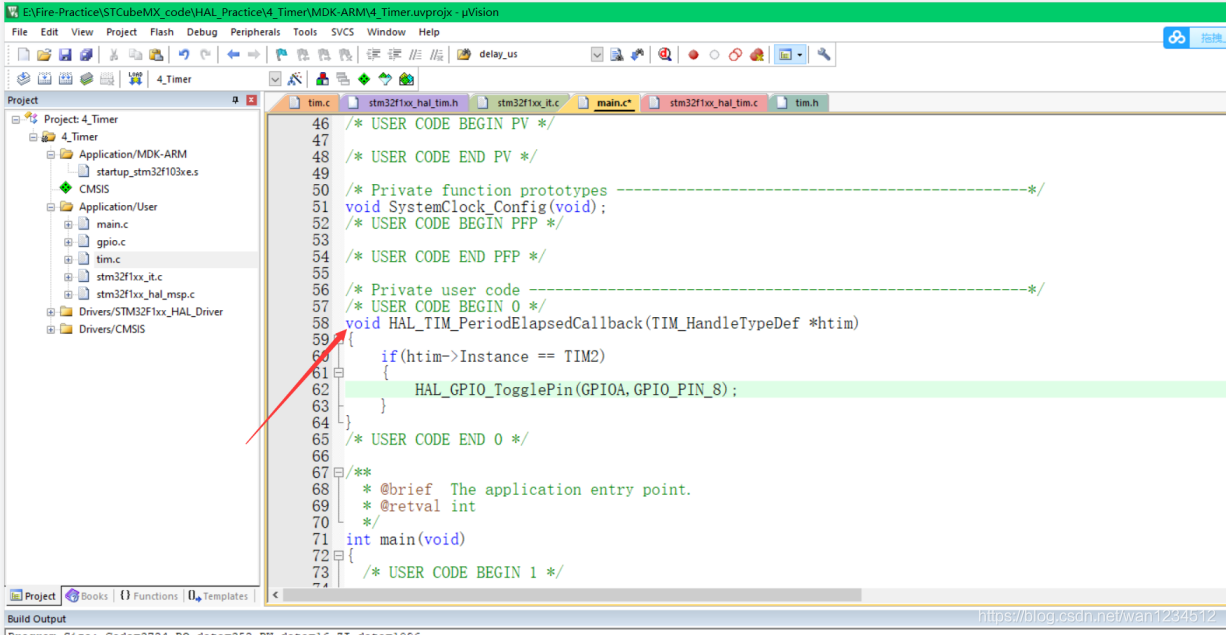 E:\Fire-Practice\STCubeMX_code\HAL_Practice\4_Timer\MDK-ARM\4_Timer.uvprojx - µVision
File Edit View Project Flash Debug Peripherals Tools SVCS Window Help
拖拽
delay_us
LOAD 4_Timer
Project
tim.c stm32f1xx_hal_tim.h stm32f1xx_it.c main.c* stm32f1xx_hal_tim.c tim.h
Project: 4_Timer
4_Timer
Application/MDK-ARM
startup_stm32f103xe.s
CMSIS
Application/User
main.c
gpio.c
tim.c
stm32f1xx_it.c
stm32f1xx_hal_msp.c
Drivers/STM32F1xx_HAL_Driver
Drivers/CMSIS
46 /* USER CODE BEGIN PV */
47
48 /* USER CODE END PV */
49
50 /* Private function prototypes -----------------------------------------------*/
51 void SystemClock_Config(void);
52 /* USER CODE BEGIN PFP */
53
54 /* USER CODE END PFP */
55
56 /* Private user code ---------------------------------------------------------*/
57 /* USER CODE BEGIN 0 */
58 void HAL_TIM_PeriodElapsedCallback(TIM_HandleTypeDef *htim)
59 {
60 if(htim->Instance == TIM2)
61 {
62 HAL_GPIO_TogglePin(GPIOA,GPIO_PIN_8);
63 }
64 }
65 /* USER CODE END 0 */
66
67 /**
68 * @brief The application entry point.
69 * @retval int
70 */
71 int main(void)
72 {
73 /* USER CODE BEGIN 1 */
Project Books {} Functions Templates
Build Output
https://blog.csdn.net/wan1234512